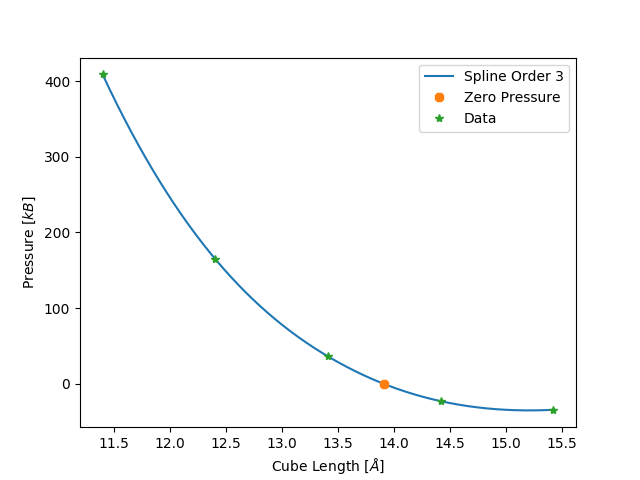 Spline Order 3
Zero Pressure
Data
400
300
200
100
0
Pressure [kB]
11.5 12.0 12.5 13.0 13.5 14.0 14.5 15.0 15.5
Cube Length [Å]